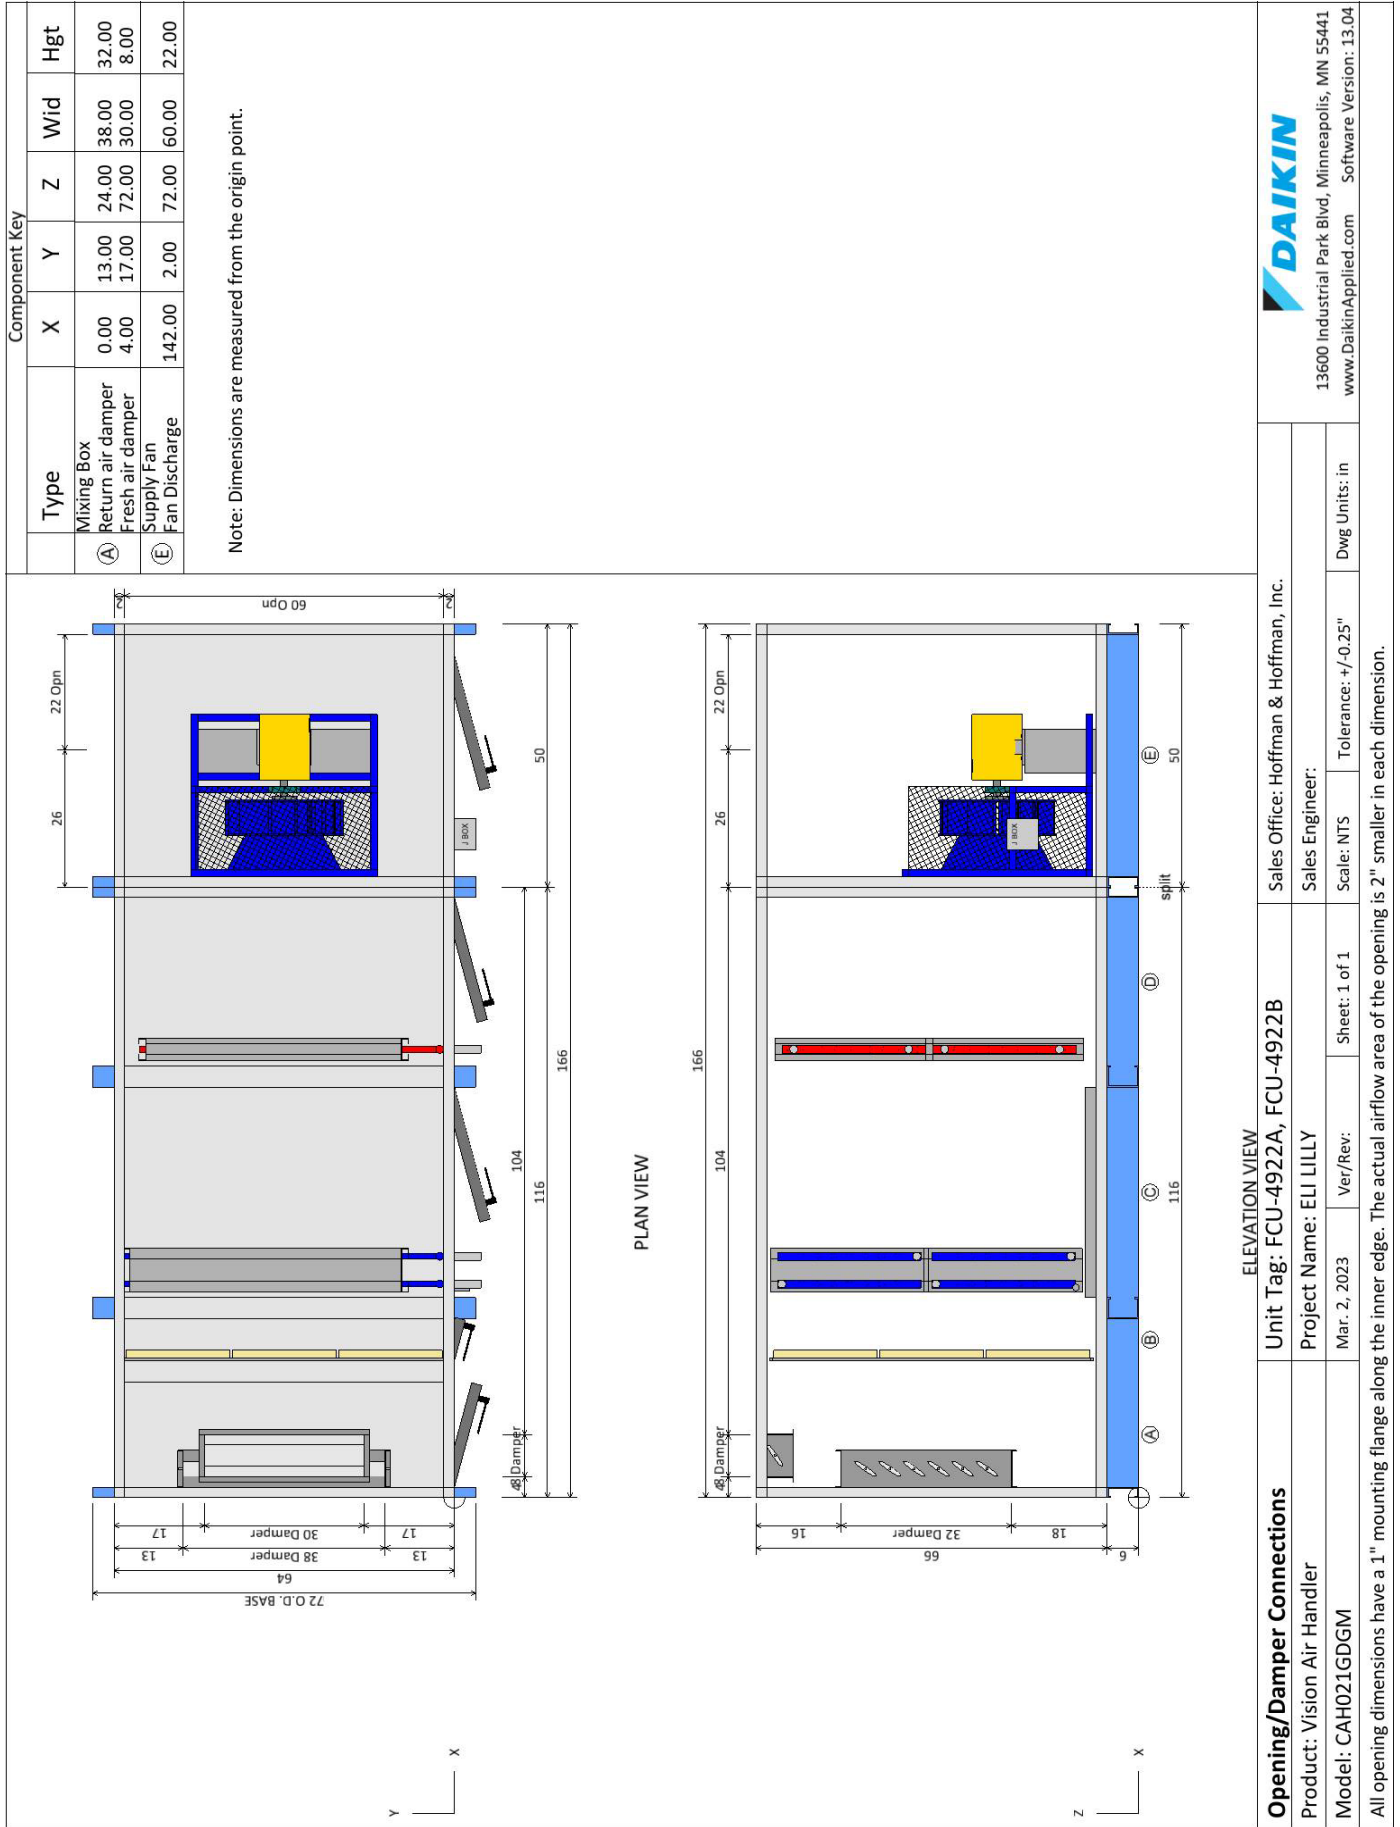 Component Key
Type X Y Z Wid Hgt
A Mixing Box
Return air damper 0.00 13.00 24.00 38.00 32.00
Fresh air damper 4.00 17.00 72.00 30.00 8.00
E Supply Fan
Fan Discharge 142.00 2.00 72.00 60.00 22.00
Note: Dimensions are measured from the origin point.
26
22 Opn
2
60 Opn
2
J BOX
72 O.D. BASE
64
13
38 Damper
13
17
30 Damper
17
4
8 Damper
104
116
50
166
Y
X
PLAN VIEW
166
4
8 Damper
104
26
22 Opn
J BOX
16
32 Damper
18
66
6
split
A
B
C
D
E
116
50
Z
X
ELEVATION VIEW
Opening/Damper Connections
Product: Vision Air Handler
Model: CAH021GDGM
Unit Tag: FCU-4922A, FCU-4922B
Project Name: ELI LILLY
Mar. 2, 2023
Ver/Rev:
Sheet: 1 of 1
Sales Office: Hoffman & Hoffman, Inc.
Sales Engineer:
Scale: NTS
Tolerance: +/-0.25"
Dwg Units: in
DAIKIN
13600 Industrial Park Blvd, Minneapolis, MN 55441
www.DaikinApplied.com Software Version: 13.04
All opening dimensions have a 1" mounting flange along the inner edge. The actual airflow area of the opening is 2" smaller in each dimension.